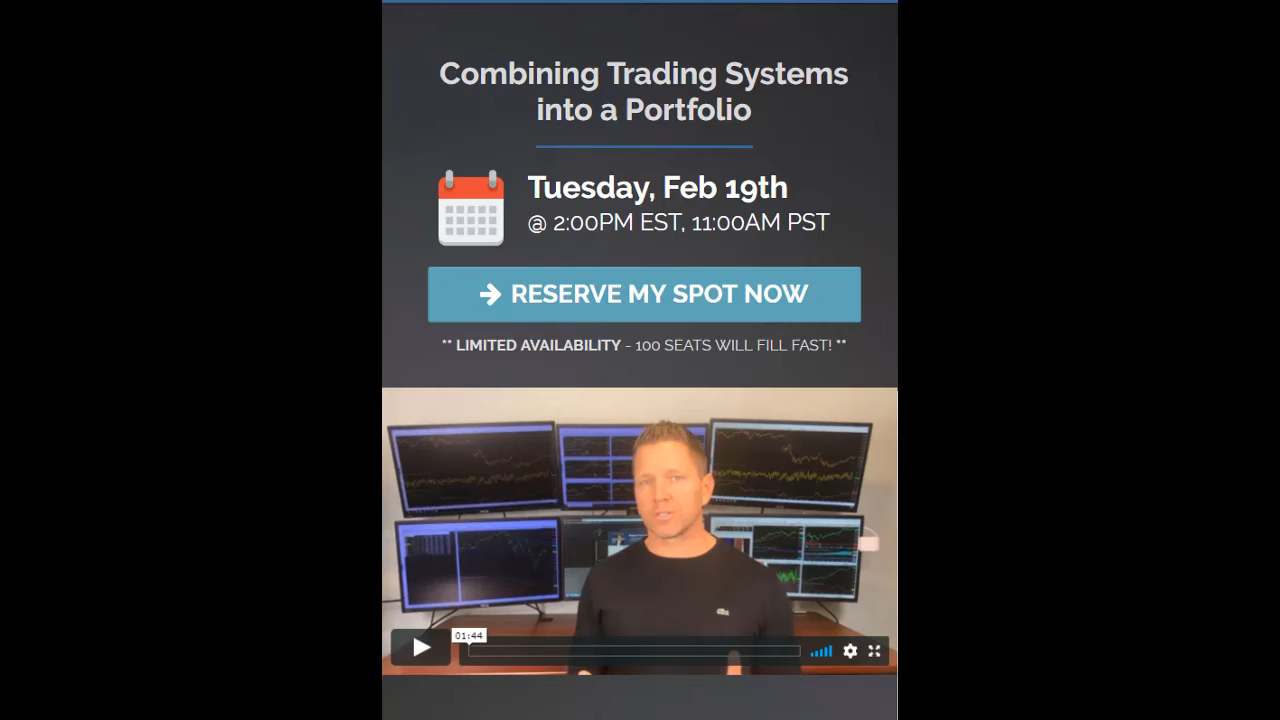 Combining Trading Systems
into a Portfolio
Tuesday, Feb 19th
@ 2:00PM EST, 11:00AM PST
RESERVE MY SPOT NOW
** LIMITED AVAILABILITY - 100 SEATS WILL FILL FAST! **
01:44